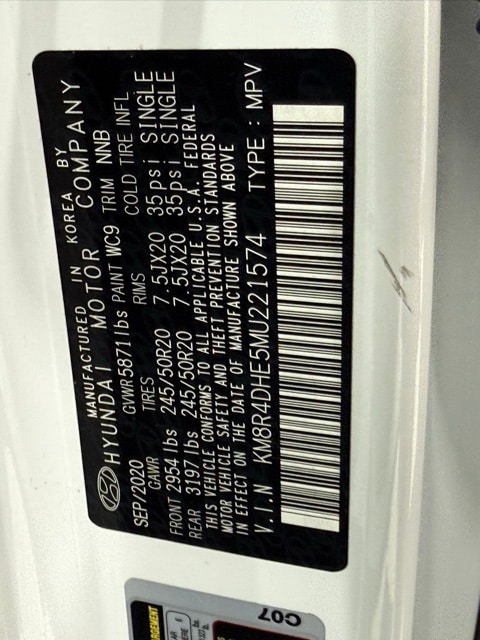 MANUFACTURED IN KOREA BY
HYUNDAI MOTOR COMPANY
SEP/2020 GVWR 5871 lbs PAINT WC9 TRIM NNB
GAWR TIRES RIMS COLD TIRE INFL
FRONT 2954 lbs 245/50R20 7.5JX20 35psi SINGLE
REAR 3197 lbs 245/50R20 7.5JX20 35psi SINGLE
THIS VEHICLE CONFORMS TO ALL APPLICABLE U.S.A. FEDERAL
MOTOR VEHICLE SAFETY AND THEFT PREVENTION STANDARDS
IN EFFECT ON THE DATE OF MANUFACTURE SHOWN ABOVE
V.I.N KM8R4DHE5MU221574 TYPE : MPV
C07